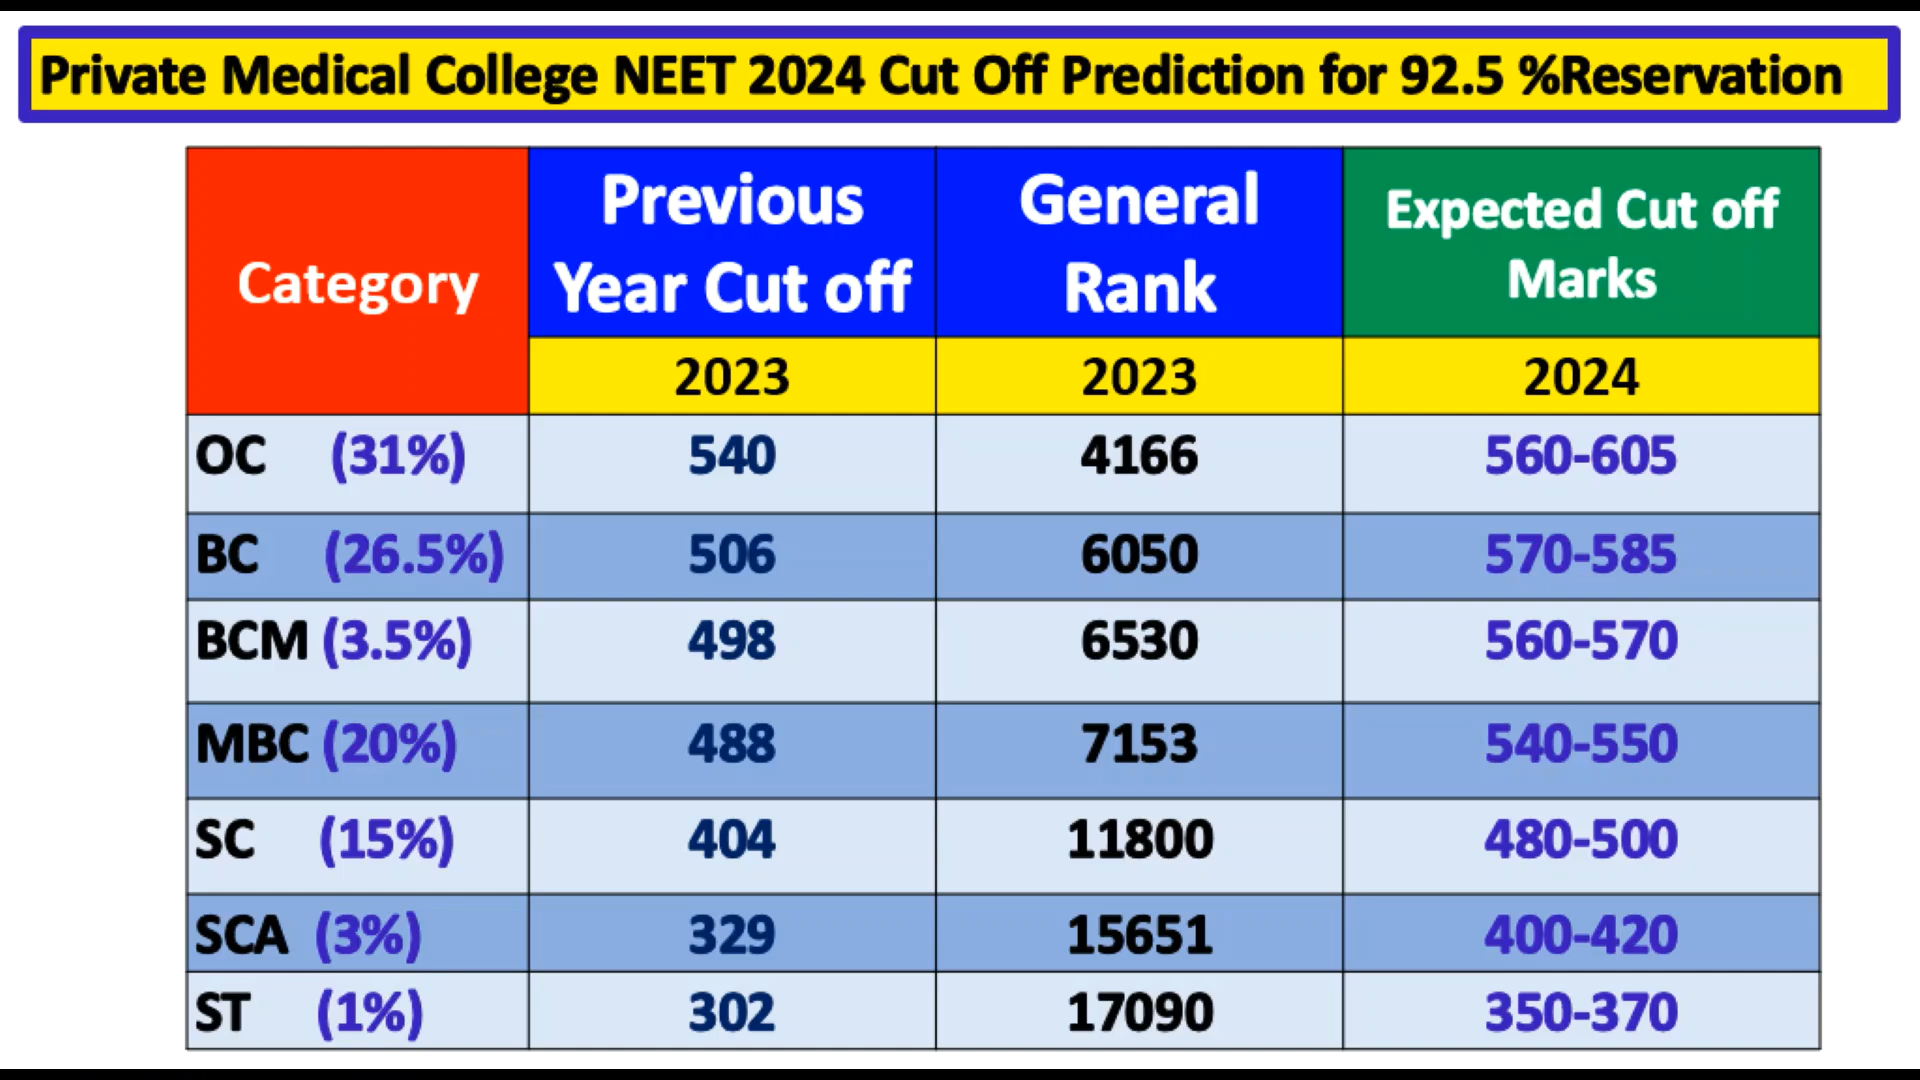 Private Medical College NEET 2024 Cut Off Prediction for 92.5 %Reservation
Category
Previous
Year Cut off
General
Rank
Expected Cut off
Marks
2023 2023 2024
OC (31%) 540 4166 560-605
BC (26.5%) 506 6050 570-585
BCM (3.5%) 498 6530 560-570
MBC (20%) 488 7153 540-550
SC (15%) 404 11800 480-500
SCA (3%) 329 15651 400-420
ST (1%) 302 17090 350-370